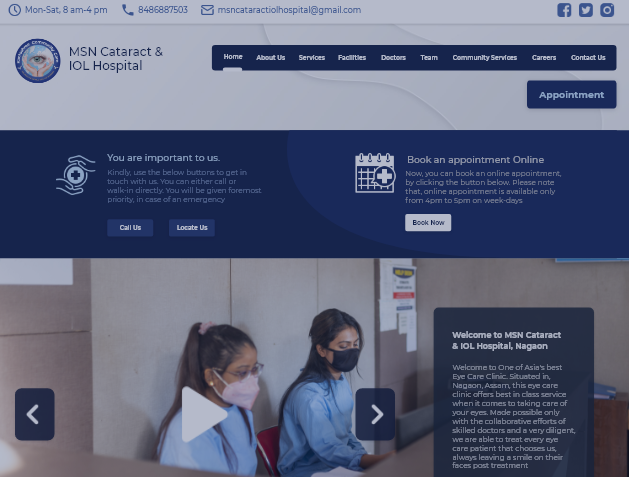 Mon-Sat, 8 am-4 pm
8486887503
msncataractiolhospital@gmail.com
MSN Cataract &
IOL Hospital
Home
About Us
Services
Facilities
Doctors
Team
Community Services
Careers
Contact Us
Appointment
You are important to us.
Kindly, use the below buttons to get in
touch with us. You can either call or
walk-in directly. You will be given foremost
priority, in case of an emergency
Call Us
Locate Us
Book an appointment Online
Now, you can book an online appointment,
by clicking the button below. Please note
that, online appointment is available only
from 4pm to 5pm on week-days
Book Now
Welcome to MSN Cataract
& IOL Hospital, Nagaon
Welcome to One of Asia's best
Eye Care Clinic. Situated in,
Nagaon, Assam, this eye care
clinic offers best in class service
when it comes to taking care of
your eyes. Made possible only
with the collaborative efforts of
skilled doctors and a very diligent,
we are able to treat every eye
care patient that chooses us,
always leaving a smile on their
faces post treatment